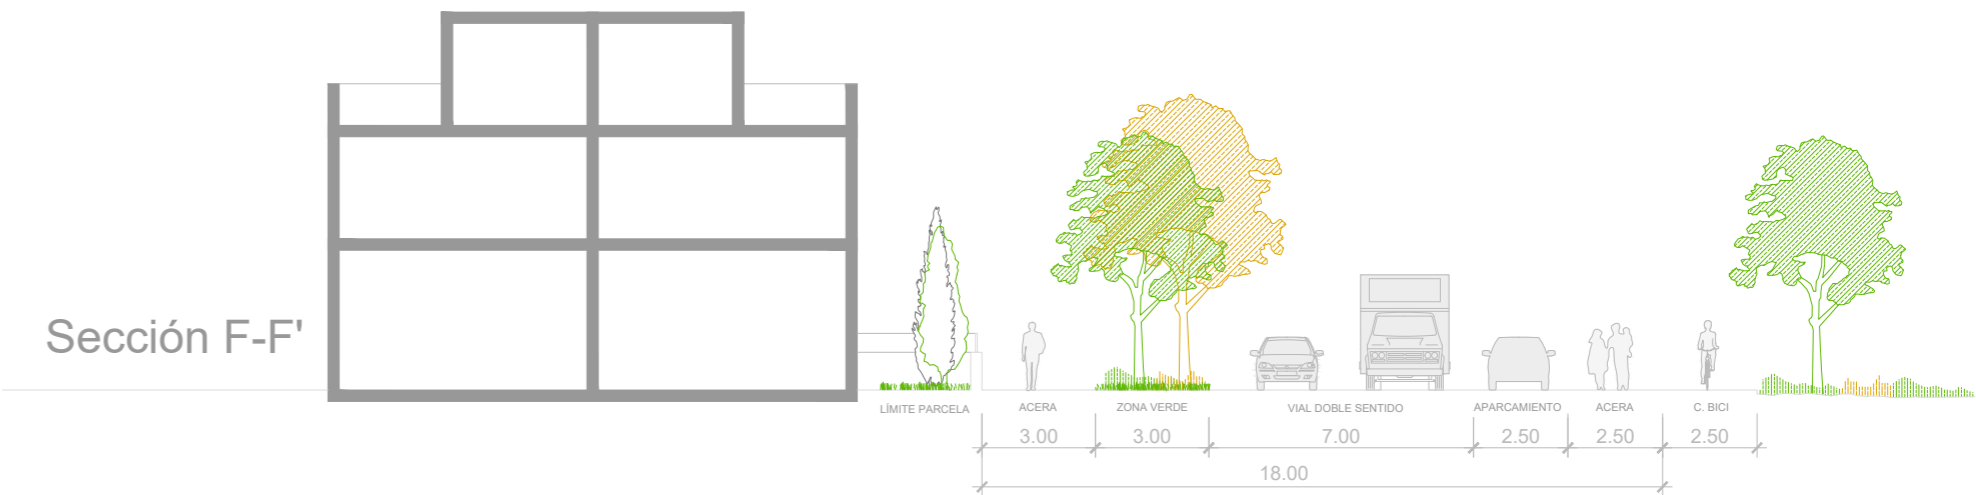 Sección F-F'
LÍMITE PARCELA ACERA ZONA VERDE VIAL DOBLE SENTIDO APARCAMIENTO ACERA C. BICI
3.00 3.00 7.00 2.50 2.50 2.50
18.00